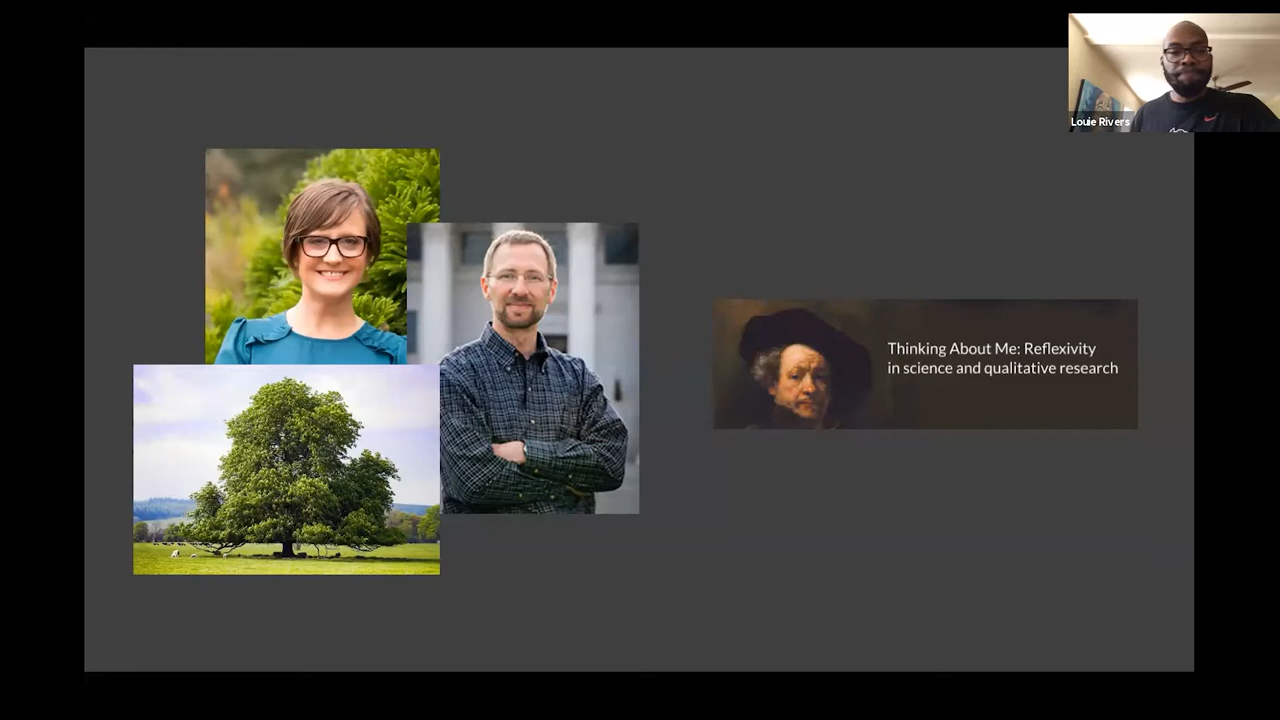 Louie Rivers
Thinking About Me: Reflexivity
in science and qualitative research